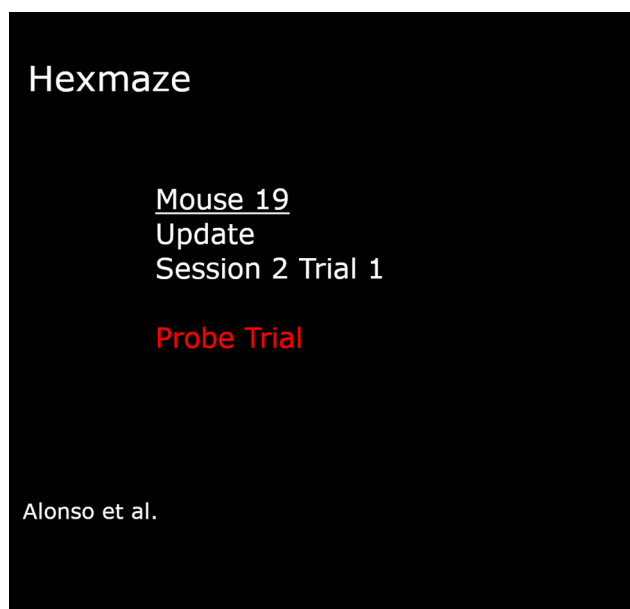 Hexmaze
Mouse 19
Update
Session 2 Trial 1
Probe Trial
Alonso et al.